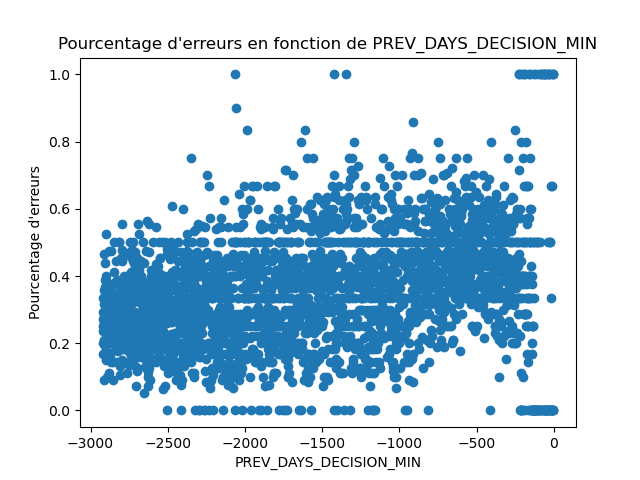 Pourcentage d'erreurs en fonction de PREV_DAYS_DECISION_MIN
1.0
0.8
0.6
0.4
0.2
0.0
Pourcentage d'erreurs
−3000 −2500 −2000 −1500 −1000 −500 0
PREV_DAYS_DECISION_MIN